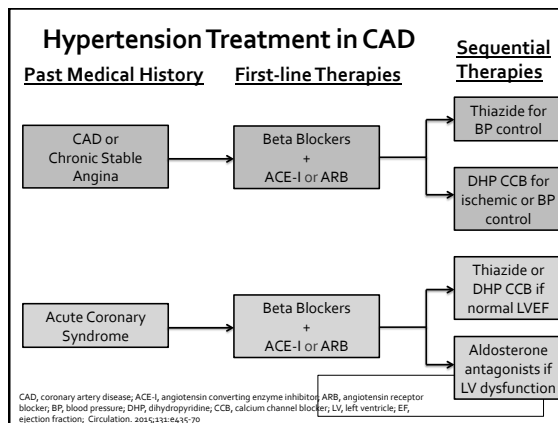 Hypertension Treatment in CAD
Past Medical History
First-line Therapies
Sequential
Therapies
CAD or
Chronic Stable
Angina
Beta Blockers
+
ACE-I or ARB
Thiazide for
BP control
DHP CCB for
ischemic or BP
control
Acute Coronary
Syndrome
Beta Blockers
+
ACE-I or ARB
Thiazide or
DHP CCB if
normal LVEF
Aldosterone
antagonists if
LV dysfunction
CAD, coronary artery disease; ACE-I, angiotensin converting enzyme inhibitor; ARB, angiotensin receptor
blocker; BP, blood pressure; DHP, dihydropyridine; CCB, calcium channel blocker; LV, left ventricle; EF,
ejection fraction; Circulation. 2015;131:e435-70